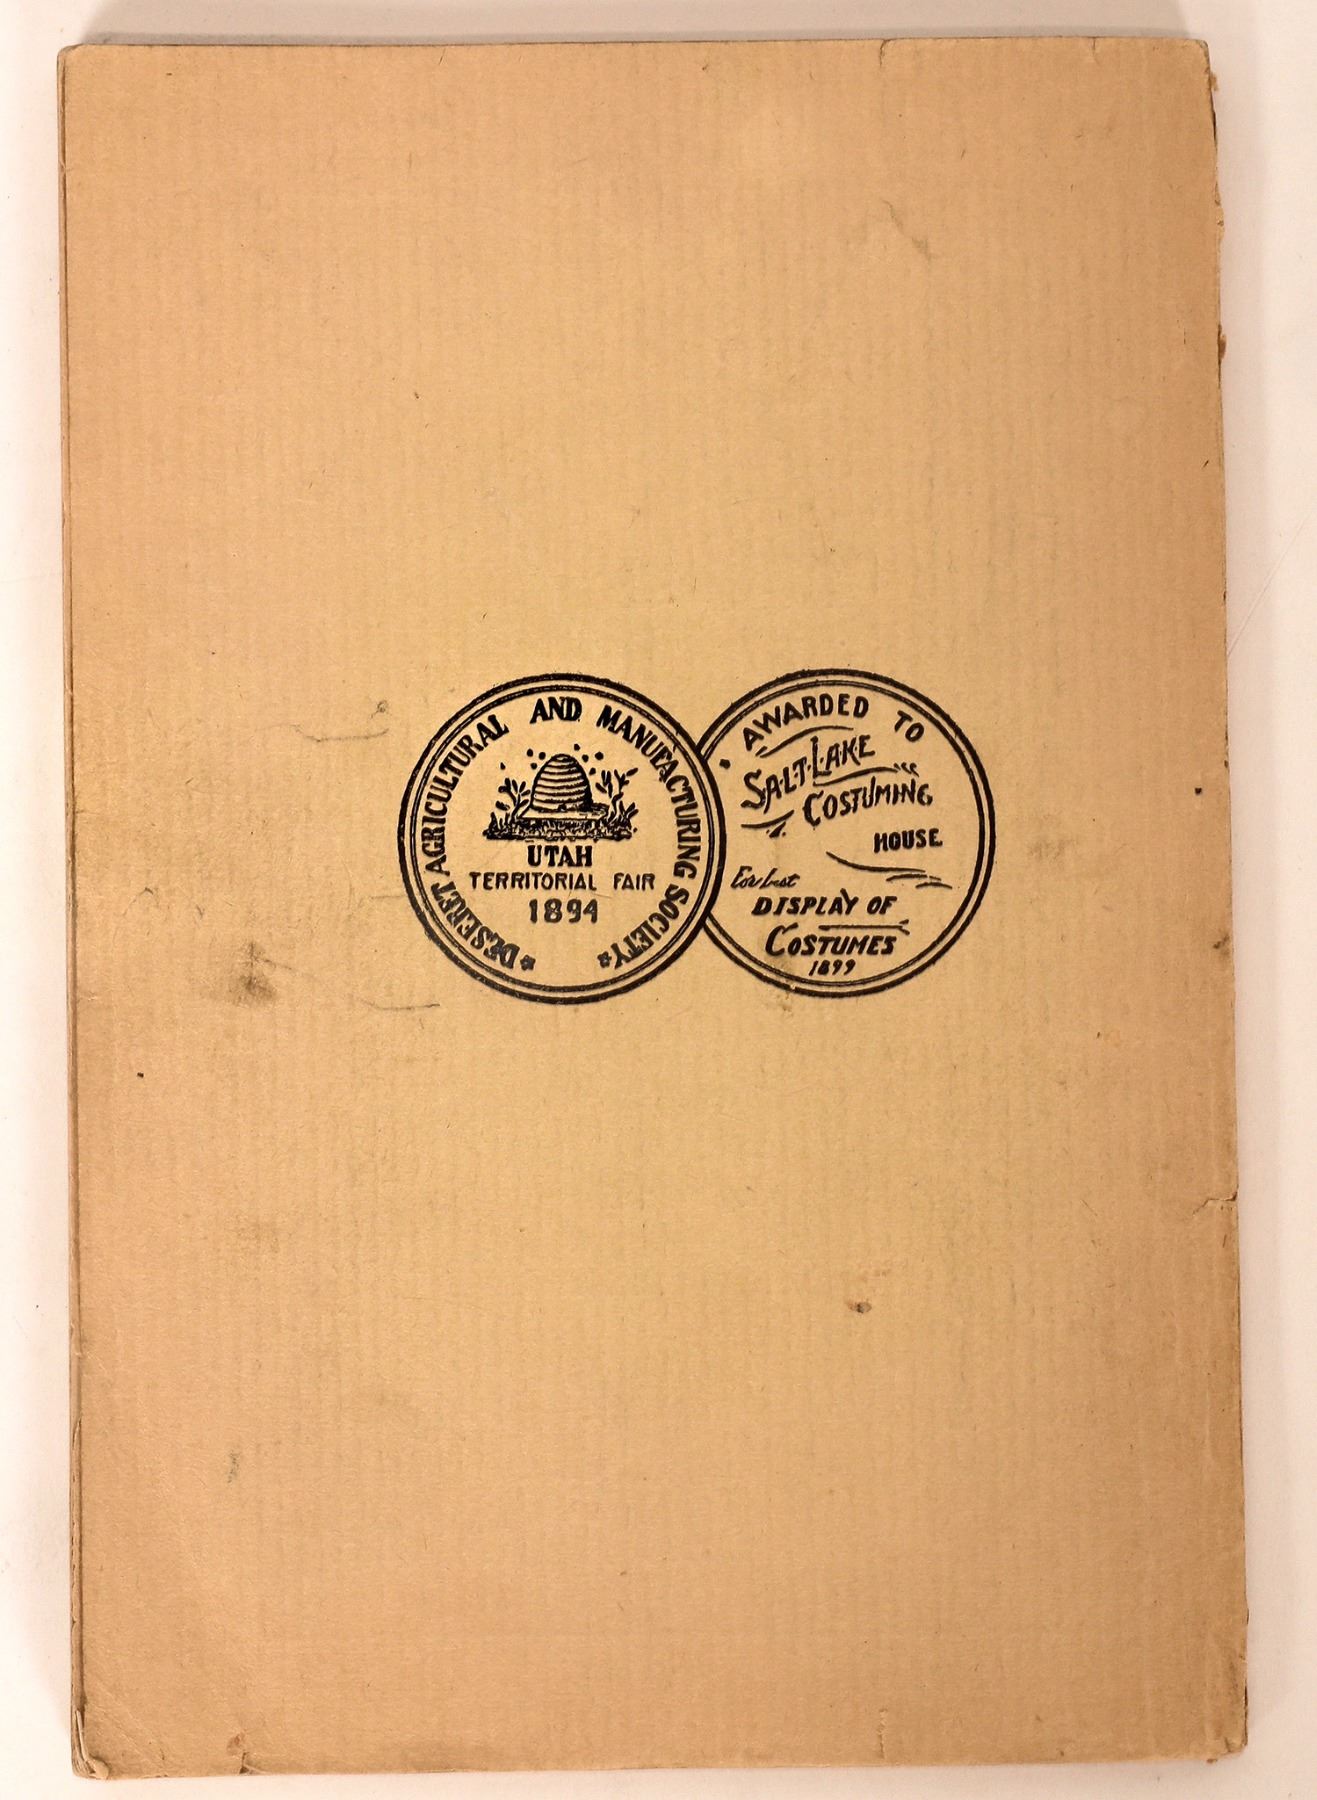 DESERET AGRICULTURAL AND MANUFACTURING SOCIETY
UTAH
TERRITORIAL FAIR
1894
AWARDED TO
SALT LAKE
COSTUMING
HOUSE
For best
DISPLAY OF
COSTUMES
1899